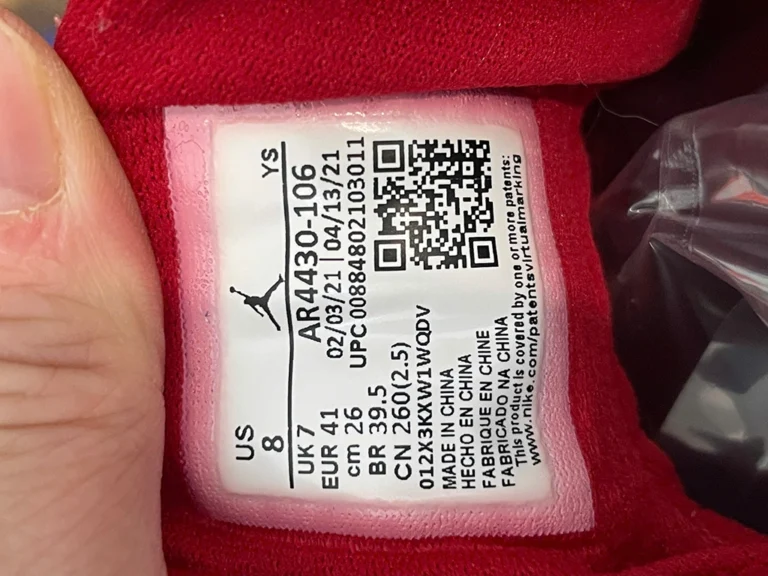 US YS
8
UK 7 AR4430-106
EUR 41 02/03/21 | 04/13/21
cm 26 UPC 00884802103011
BR 39.5
CN 260(2.5)
012X3KXW1WQDV
MADE IN CHINA
HECHO EN CHINA
FABRIQUE EN CHINE
FABRICADO NA CHINA
This product is covered by one or more patents:
www.nike.com/patentsvirtualmarking